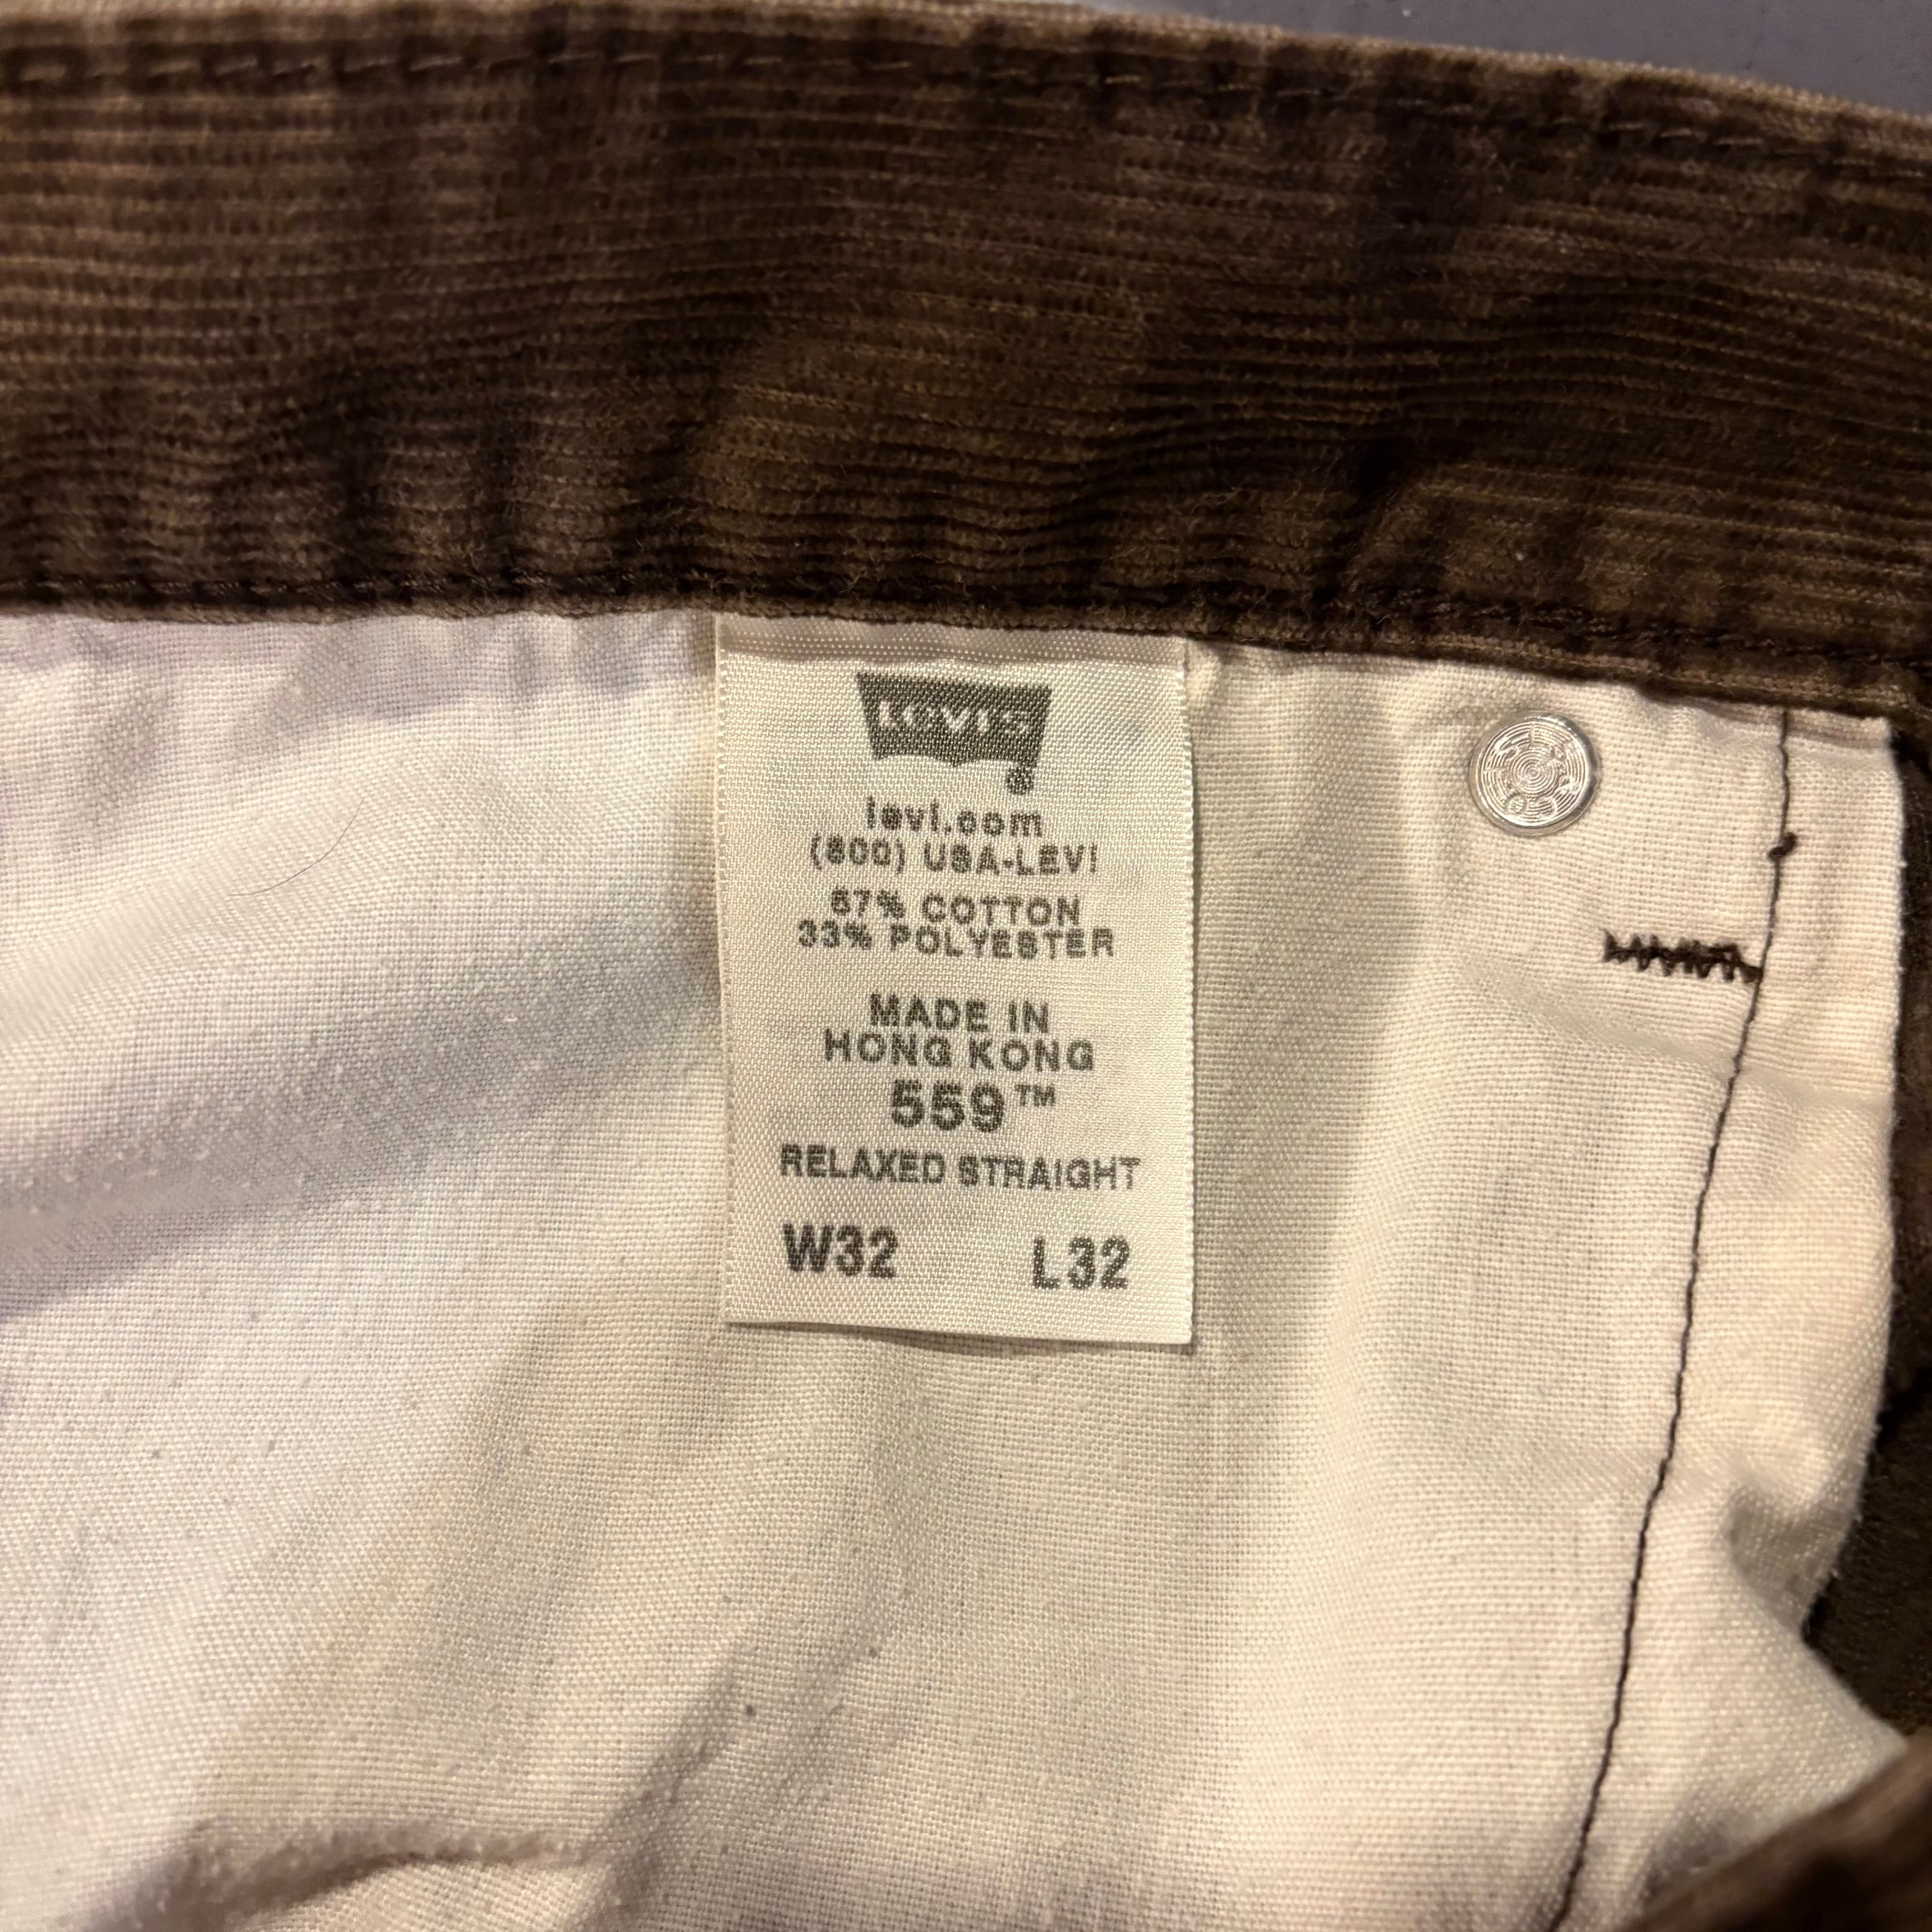 Levi's
®
levi.com
(800) USA-LEVI
67% COTTON
33% POLYESTER
MADE IN
HONG KONG
559™
RELAXED STRAIGHT
W32 L32